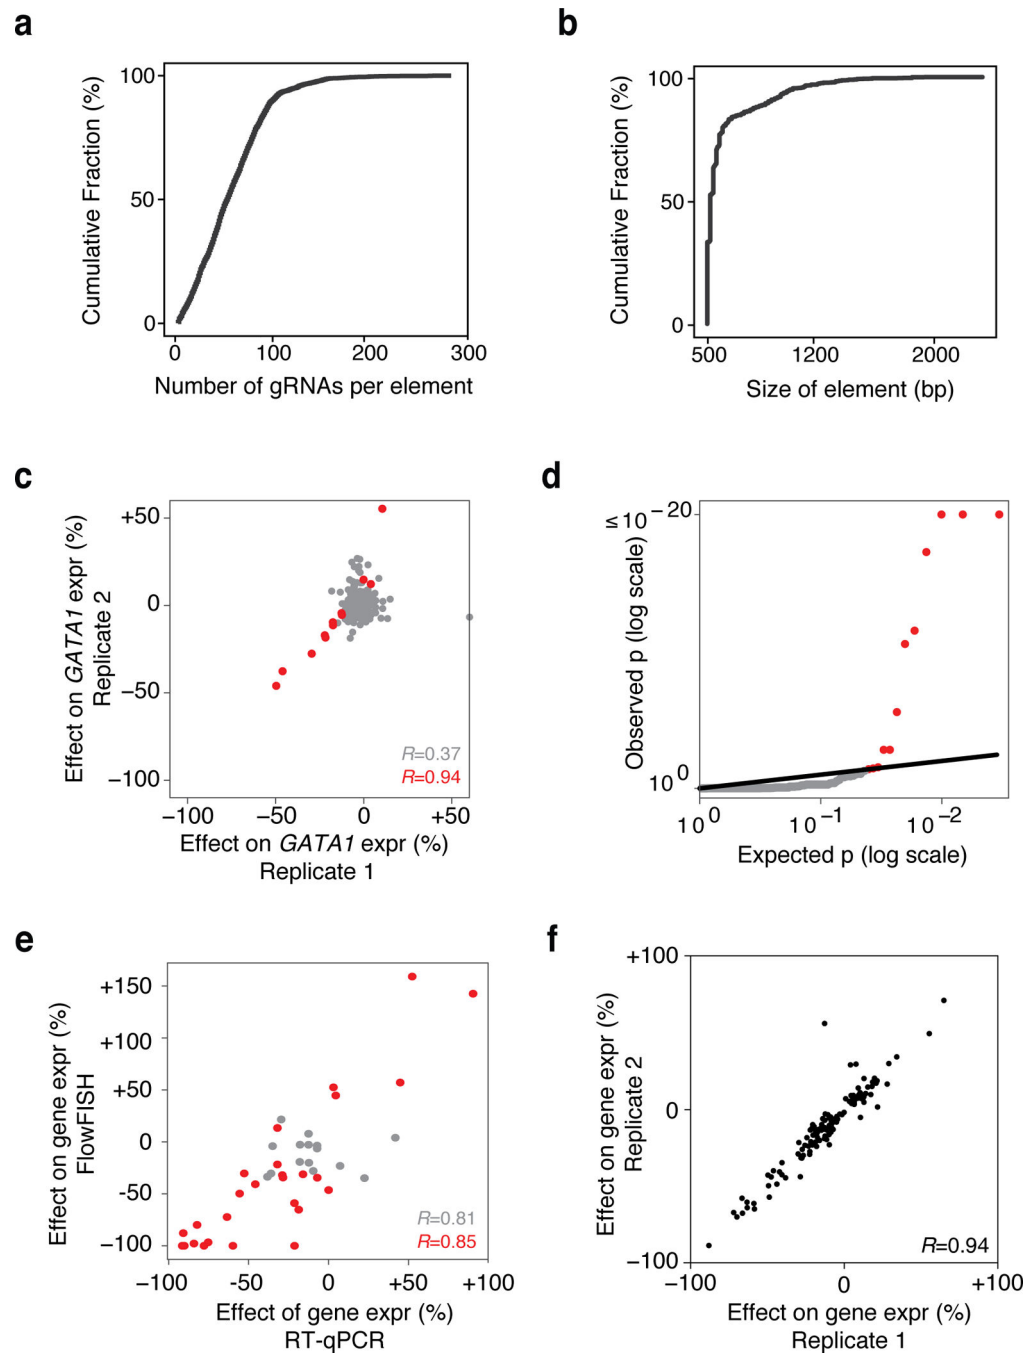 a
Cumulative Fraction (%)
100
50
0
0 100 200 300
Number of gRNAs per element
b
Cumulative Fraction (%)
100
50
0
500 1200 2000
Size of element (bp)
c
Effect on GATA1 expr (%)
Replicate 2
+50
0
−50
−100
R=0.37
R=0.94
−100 −50 0 +50
Effect on GATA1 expr (%)
Replicate 1
d
Observed p (log scale)
≤10⁻²⁰
10⁰
10⁰ 10⁻¹ 10⁻²
Expected p (log scale)
e
Effect on gene expr (%)
FlowFISH
+150
+100
+50
0
−50
−100
R=0.81
R=0.85
−100 -50 0 +50 +100
Effect of gene expr (%)
RT-qPCR
f
Effect on gene expr (%)
Replicate 2
+100
0
−100
R=0.94
−100 0 +100
Effect on gene expr (%)
Replicate 1